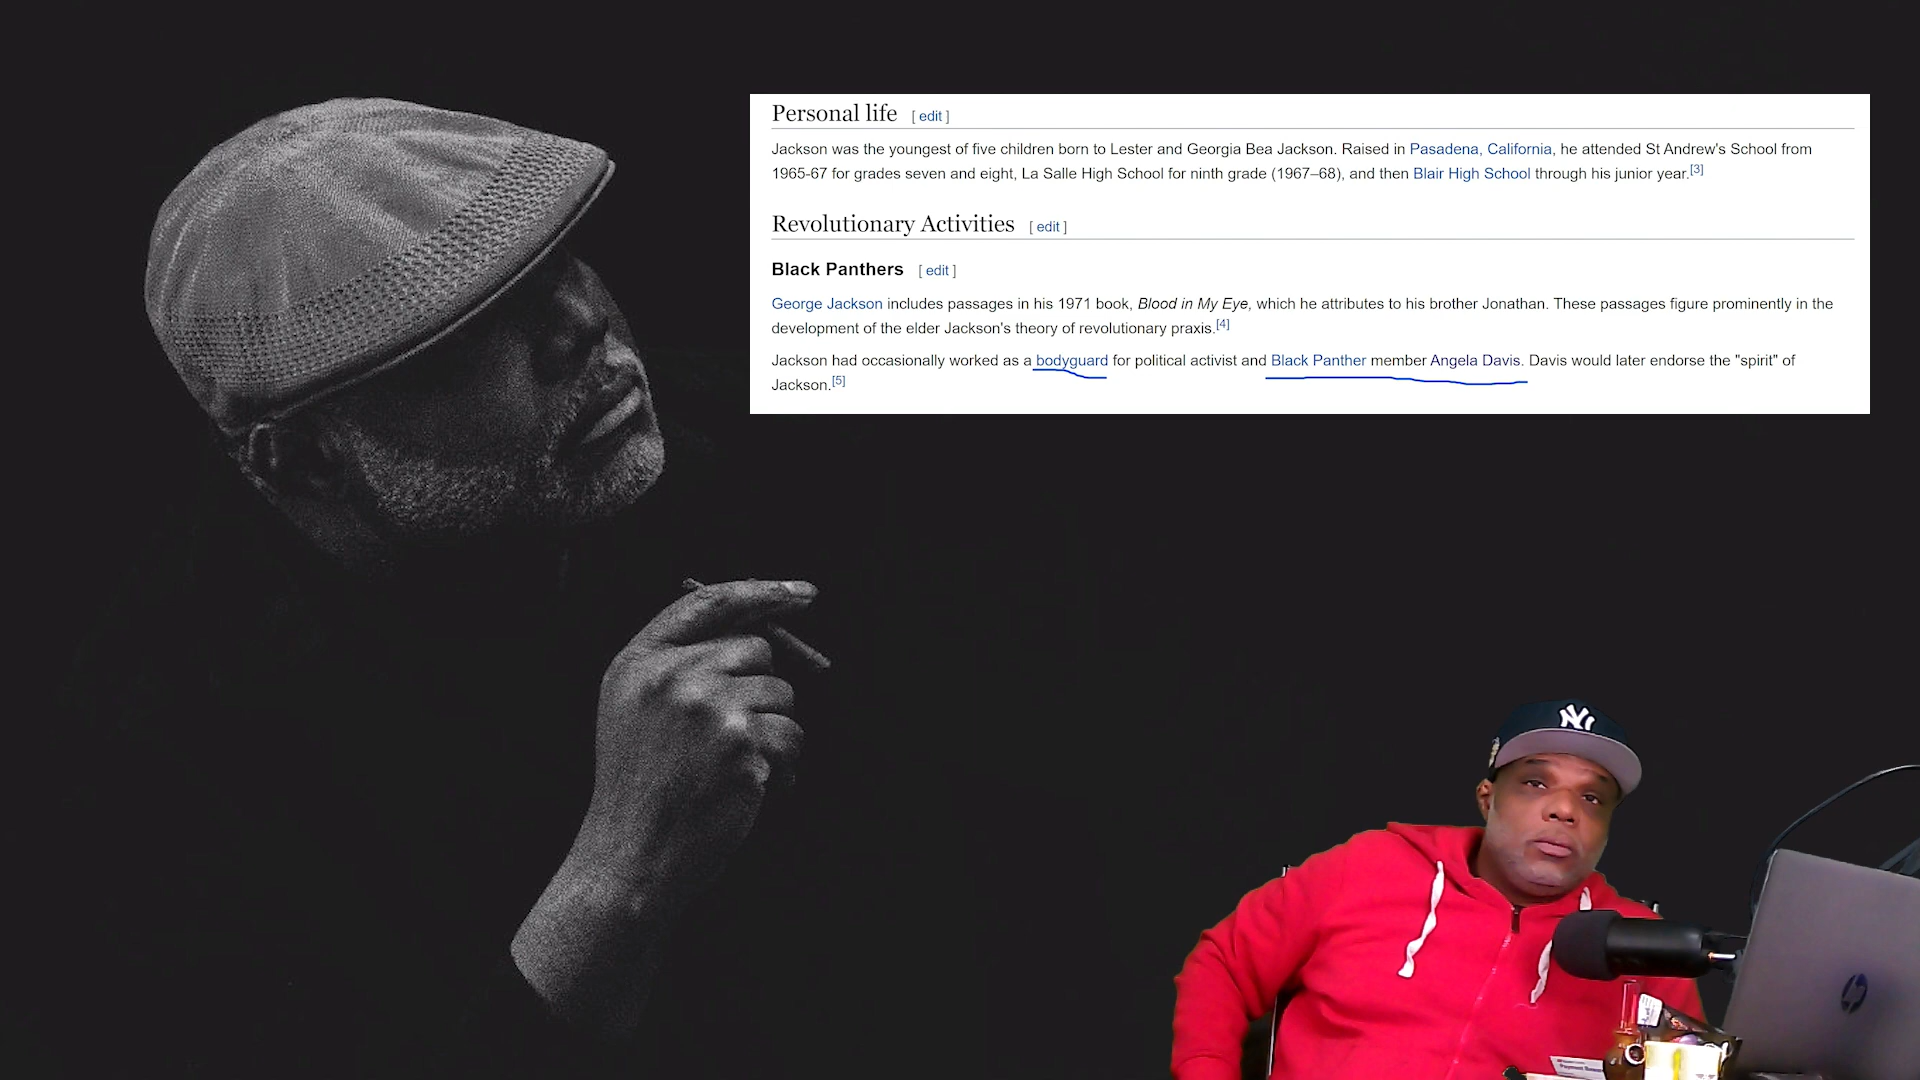 Personal life [ edit ]
Jackson was the youngest of five children born to Lester and Georgia Bea Jackson. Raised in Pasadena, California, he attended St Andrew's School from
1965-67 for grades seven and eight, La Salle High School for ninth grade (1967–68), and then Blair High School through his junior year.[3]
Revolutionary Activities [ edit ]
Black Panthers [ edit ]
George Jackson includes passages in his 1971 book, Blood in My Eye, which he attributes to his brother Jonathan. These passages figure prominently in the
development of the elder Jackson's theory of revolutionary praxis.[4]
Jackson had occasionally worked as a bodyguard for political activist and Black Panther member Angela Davis. Davis would later endorse the "spirit" of
Jackson.[5]
NY
hp